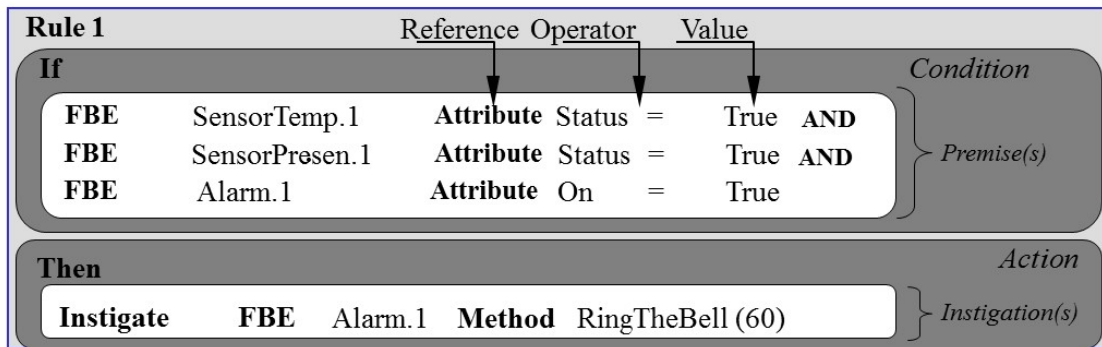 Rule 1 Reference Operator Value
If Condition
FBE SensorTemp.1 Attribute Status = True AND
FBE SensorPresen.1 Attribute Status = True AND
Premise(s)
FBE Alarm.1 Attribute On = True
Action
Then
Instigate FBE Alarm.1 Method RingTheBell (60) Instigation(s)